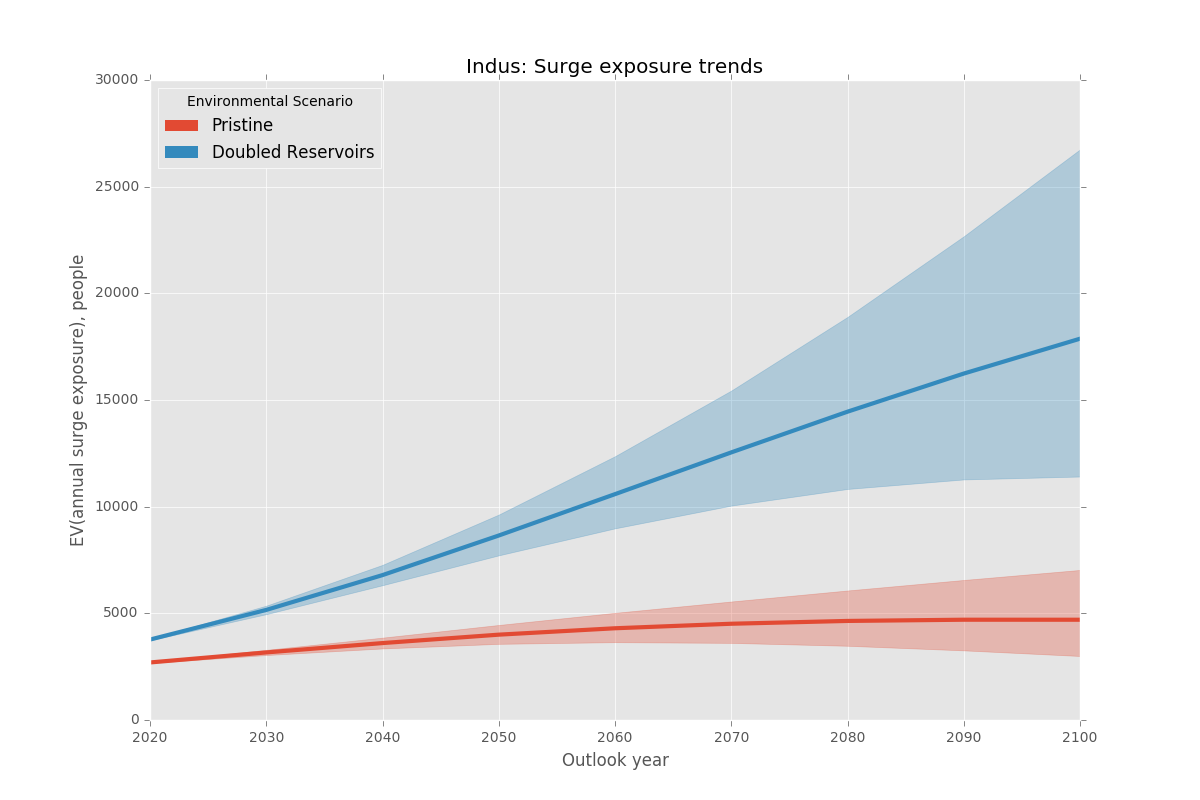 Indus: Surge exposure trends
Environmental Scenario
Pristine
Doubled Reservoirs
EV(annual surge exposure), people
30000
25000
20000
15000
10000
5000
0
2020 2030 2040 2050 2060 2070 2080 2090 2100
Outlook year